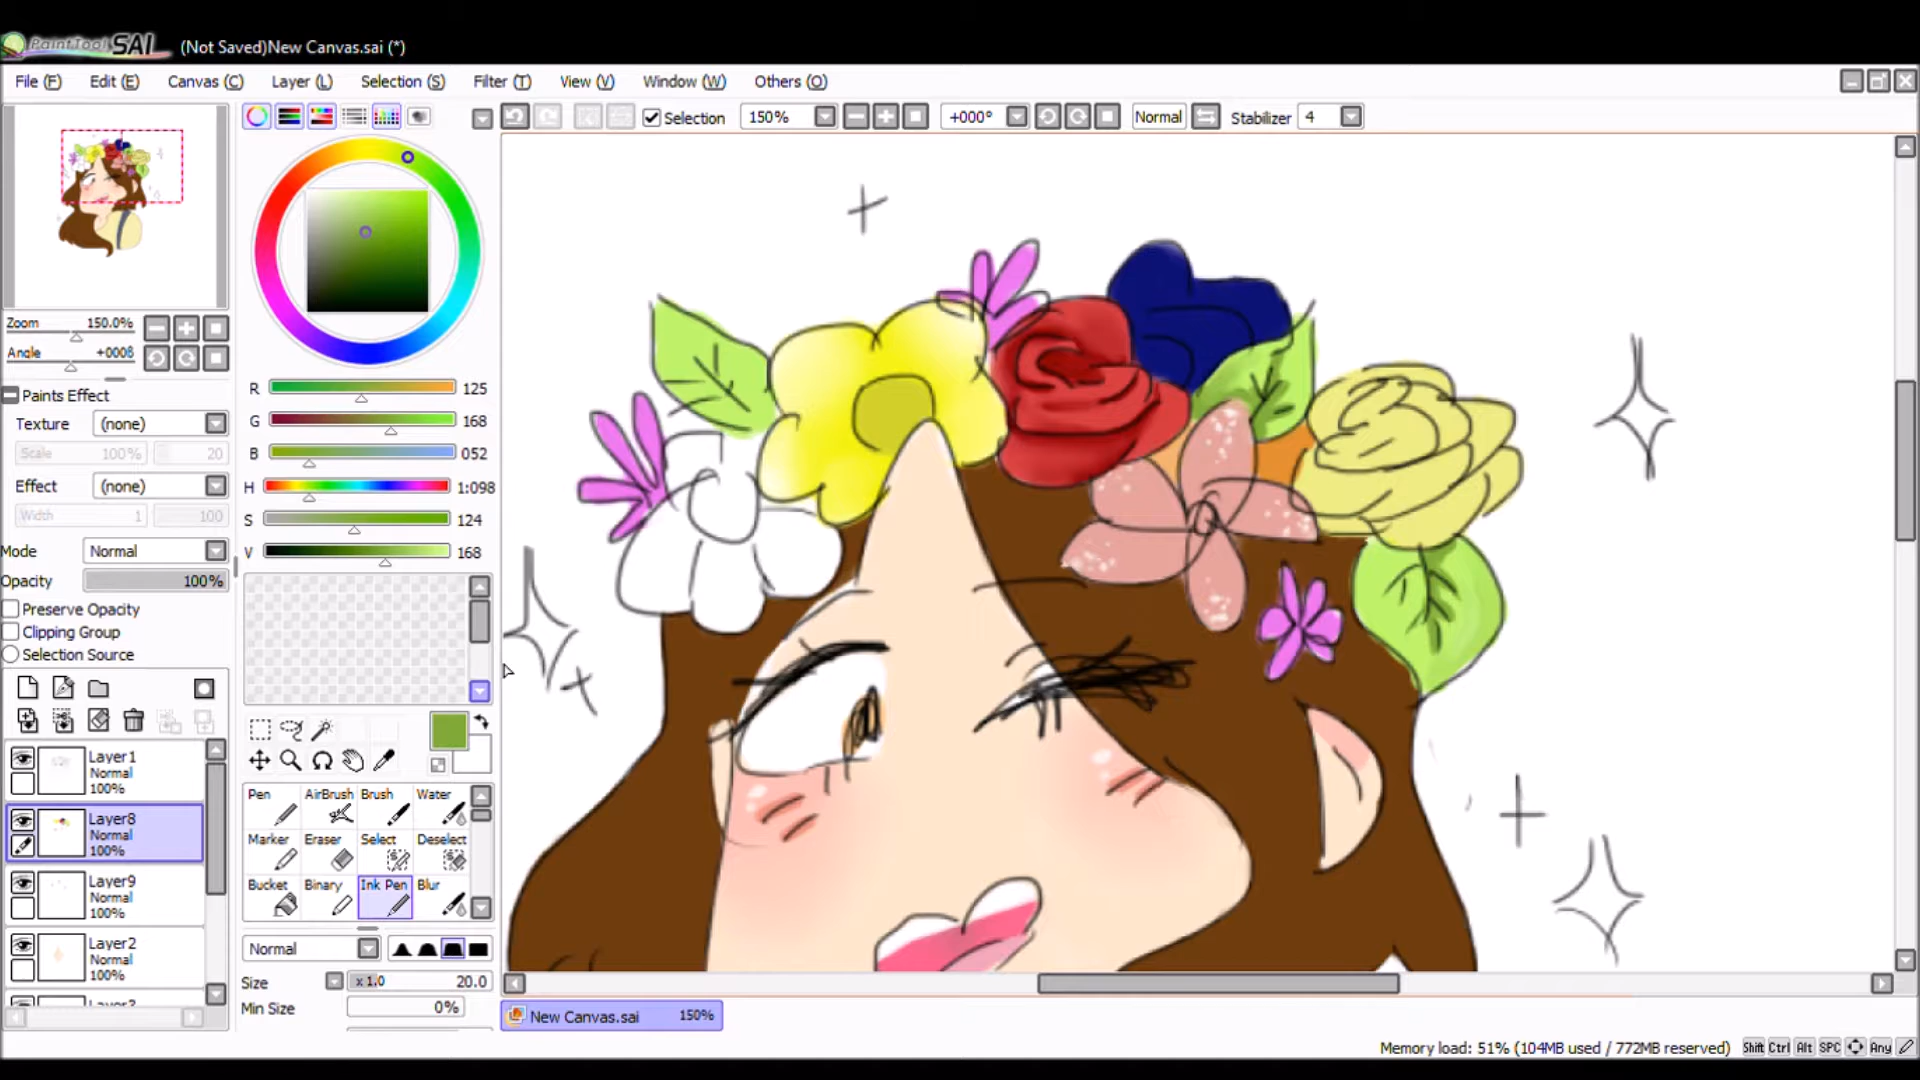 PaintTool SAI (Not Saved)New Canvas.sai (*)
File (F) Edit (E) Canvas (C) Layer (L) Selection (S) Filter (T) View (V) Window (W) Others (O)
Selection 150% +000° Normal Stabilizer 4
Zoom 150.0%
Angle +000§
Paints Effect
Texture (none)
Scale 100% 20
Effect (none)
Width 1 100
Mode Normal
Opacity 100%
Preserve Opacity
Clipping Group
Selection Source
Layer1
Normal
100%
Layer8
Normal
100%
Layer9
Normal
100%
Layer2
Normal
100%
R 125
G 168
B 052
H 1:098
S 124
V 168
Pen AirBrush Brush Water
Marker Eraser Select Deselect
Bucket Binary Ink Pen Blur
Normal
Size x 1.0 20.0
Min Size 0%
New Canvas.sai 150%
Memory load: 51% (104MB used / 772MB reserved) Shift Ctrl Alt SPC Any